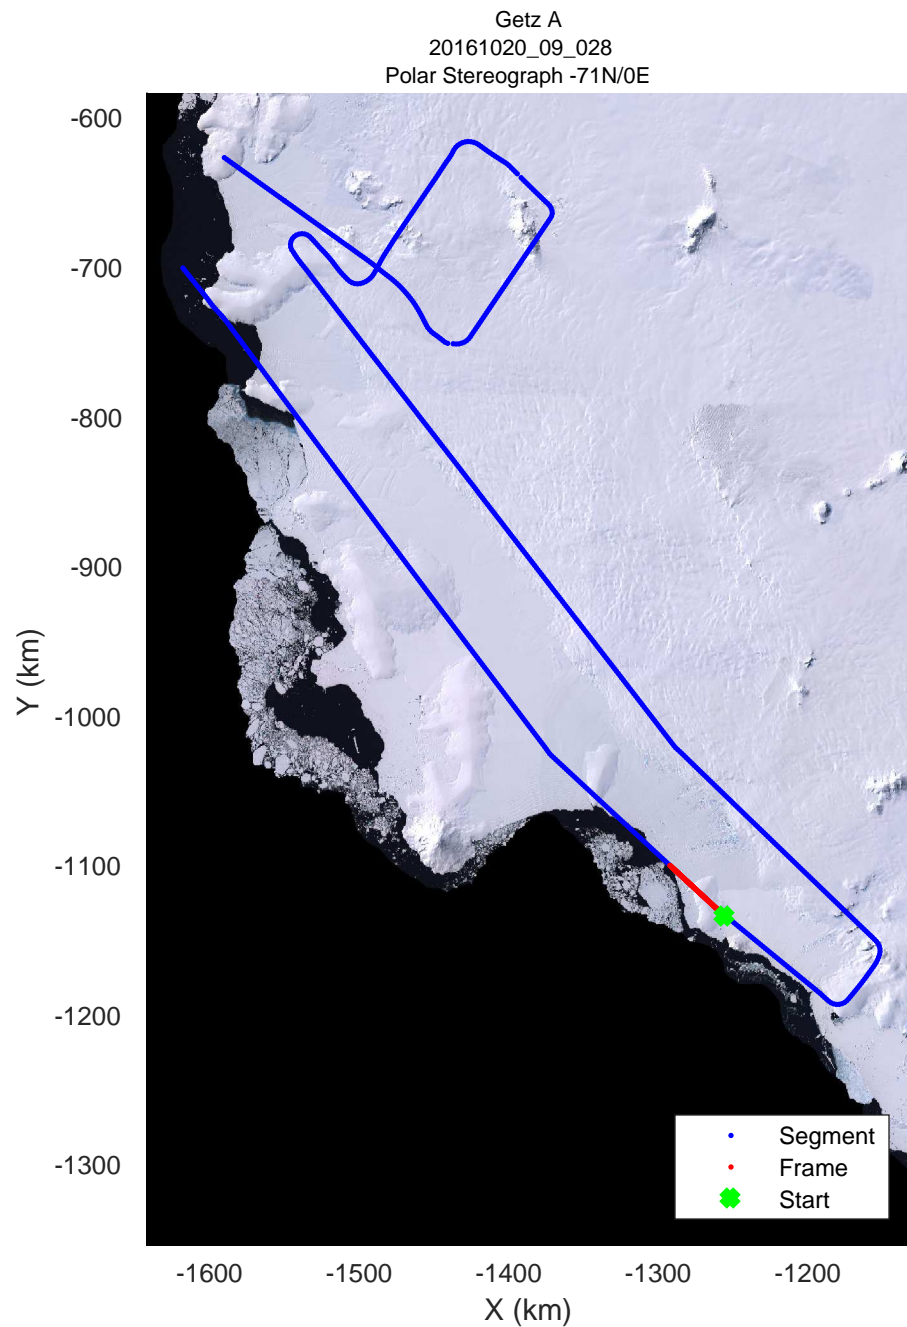 Getz A
20161020_09_028
Polar Stereograph -71N/0E
-600
-700
-800
-900
-1000
-1100
-1200
-1300
Y (km)
Segment
Frame
Start
-1600 -1500 -1400 -1300 -1200
X (km)